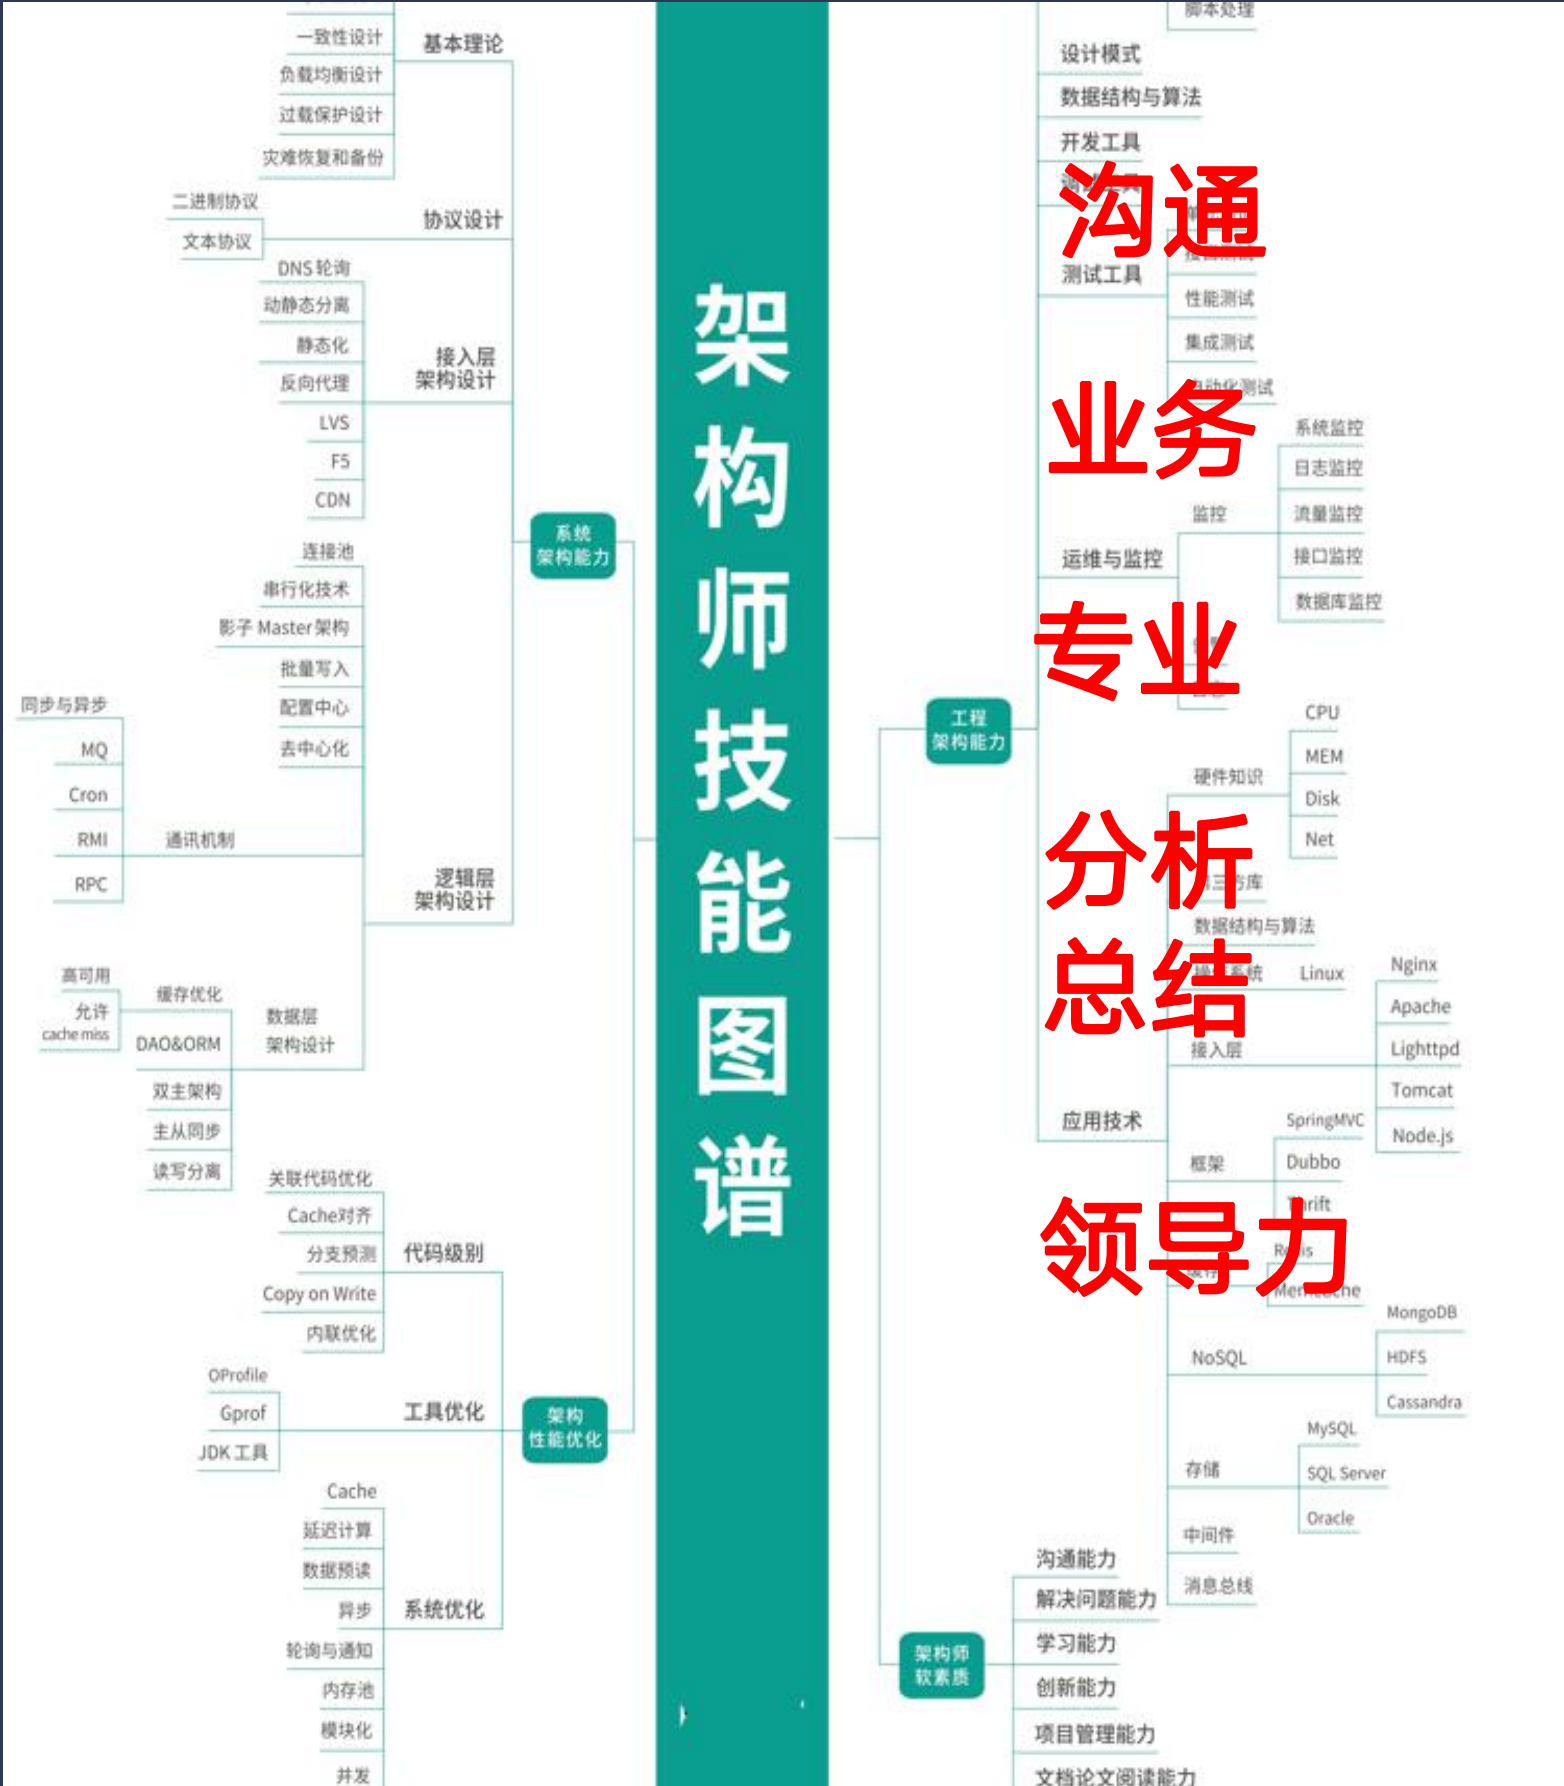 一致性设计
负载均衡设计
过载保护设计
灾难恢复和备份
基本理论
二进制协议
文本协议
协议设计
DNS 轮询
动静态分离
静态化
反向代理
LVS
F5
CDN
接入层
架构设计
系统
架构能力
连接池
串行化技术
影子 Master架构
批量写入
配置中心
去中心化
同步与异步
MQ
Cron
RMI
RPC
通讯机制
逻辑层
架构设计
高可用
允许
cache miss
缓存优化
DAO&ORM
双主架构
主从同步
读写分离
数据层
架构设计
关联代码优化
Cache对齐
分支预测
Copy on Write
内联优化
代码级别
OProfile
Gprof
JDK 工具
工具优化
架构
性能优化
Cache
延迟计算
数据预读
异步
轮询与通知
内存池
模块化
并发
系统优化
架构师技能图谱
脚本处理
设计模式
数据结构与算法
开发工具
沟通
测试工具
性能测试
集成测试
自动化测试
业务
系统监控
日志监控
流量监控
接口监控
数据库监控
监控
运维与监控
专业
工程
架构能力
CPU
MEM
Disk
Net
硬件知识
分析
数据结构与算法
总结
Linux
Nginx
Apache
Lighttpd
Tomcat
Node.js
接入层
应用技术
SpringMVC
Dubbo
Thrift
框架
领导力
Redis
Memcache
MongoDB
HDFS
Cassandra
NoSQL
MySQL
SQL Server
Oracle
存储
中间件
消息总线
沟通能力
解决问题能力
学习能力
创新能力
项目管理能力
文档论文阅读能力
架构师
软素质